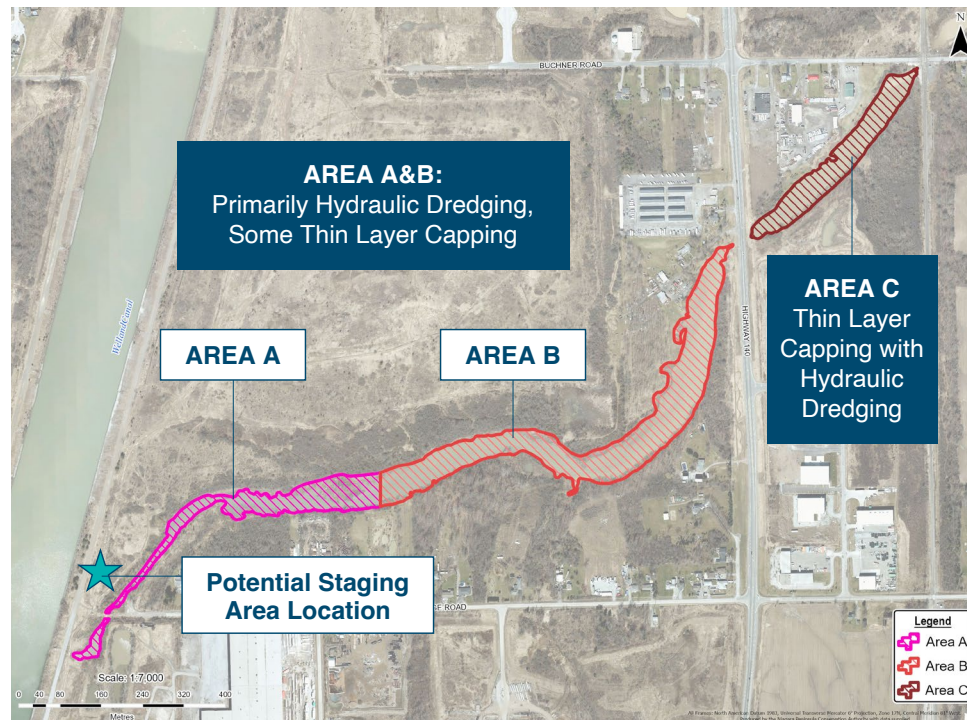 N
BUCHNER ROAD
AREA A&B:
Primarily Hydraulic Dredging,
Some Thin Layer Capping
AREA C
Thin Layer
Capping with
Hydraulic
Dredging
Welland Canal
HIGHWAY 140
AREA A
AREA B
Potential Staging
Area Location
GE ROAD
Legend
Area A
Area B
Area C
Scale: 1:7 000
0 40 80 160 240 320 400
Metres